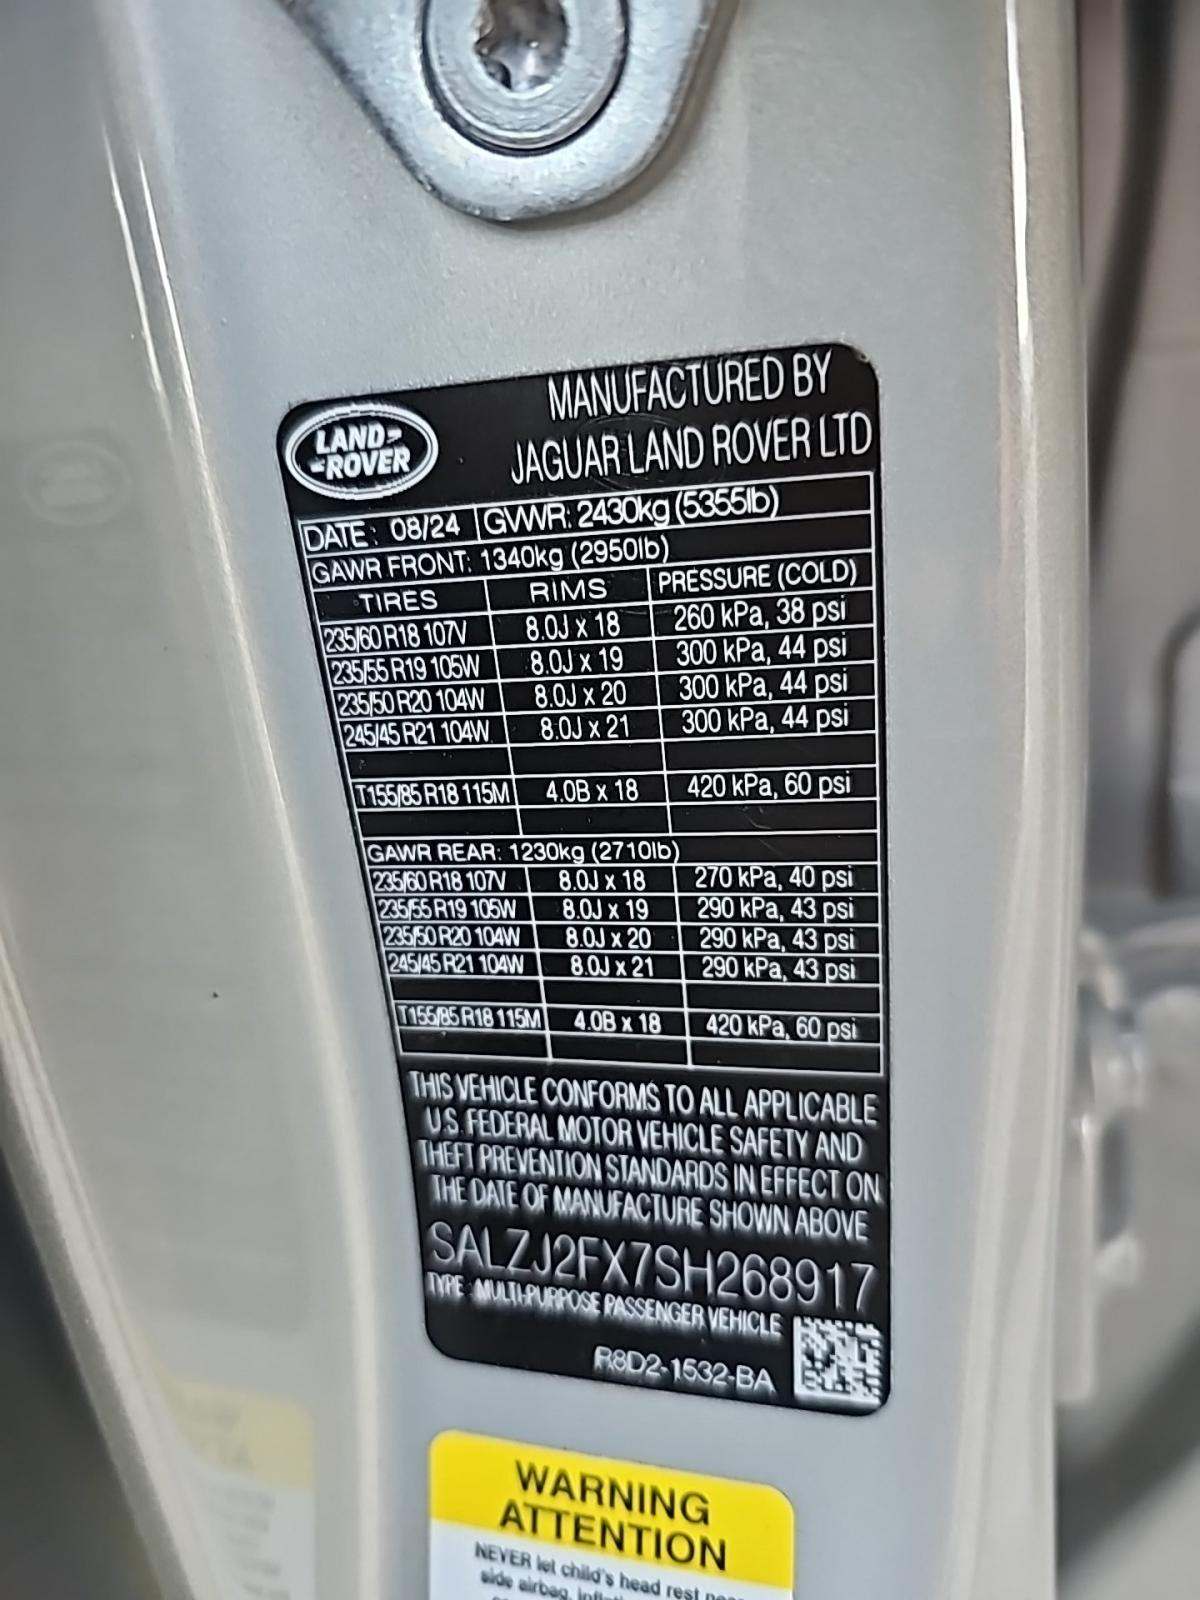 MANUFACTURED BY
LAND ROVER
JAGUAR LAND ROVER LTD
DATE: 08/24 GVWR: 2430kg (5355lb)
GAWR FRONT: 1340kg (2950lb)
TIRES RIMS PRESSURE (COLD)
235/60 R18 107V 8.0J x 18 260 kPa, 38 psi
235/55 R19 105W 8.0J x 19 300 kPa, 44 psi
235/50 R20 104W 8.0J x 20 300 kPa, 44 psi
245/45 R21 104W 8.0J x 21 300 kPa, 44 psi
T155/85 R18 115M 4.0B x 18 420 kPa, 60 psi
GAWR REAR: 1230kg (2710lb)
235/60 R18 107V 8.0J x 18 270 kPa, 40 psi
235/55 R19 105W 8.0J x 19 290 kPa, 43 psi
235/50 R20 104W 8.0J x 20 290 kPa, 43 psi
245/45 R21 104W 8.0J x 21 290 kPa, 43 psi
T155/85 R18 115M 4.0B x 18 420 kPa, 60 psi
THIS VEHICLE CONFORMS TO ALL APPLICABLE
U.S. FEDERAL MOTOR VEHICLE SAFETY AND
THEFT PREVENTION STANDARDS IN EFFECT ON
THE DATE OF MANUFACTURE SHOWN ABOVE
SALZJ2FX7SH268917
TYPE : MULTI-PURPOSE PASSENGER VEHICLE
R8D2-1532-BA
WARNING
ATTENTION
NEVER let child's head rest
side airbag,